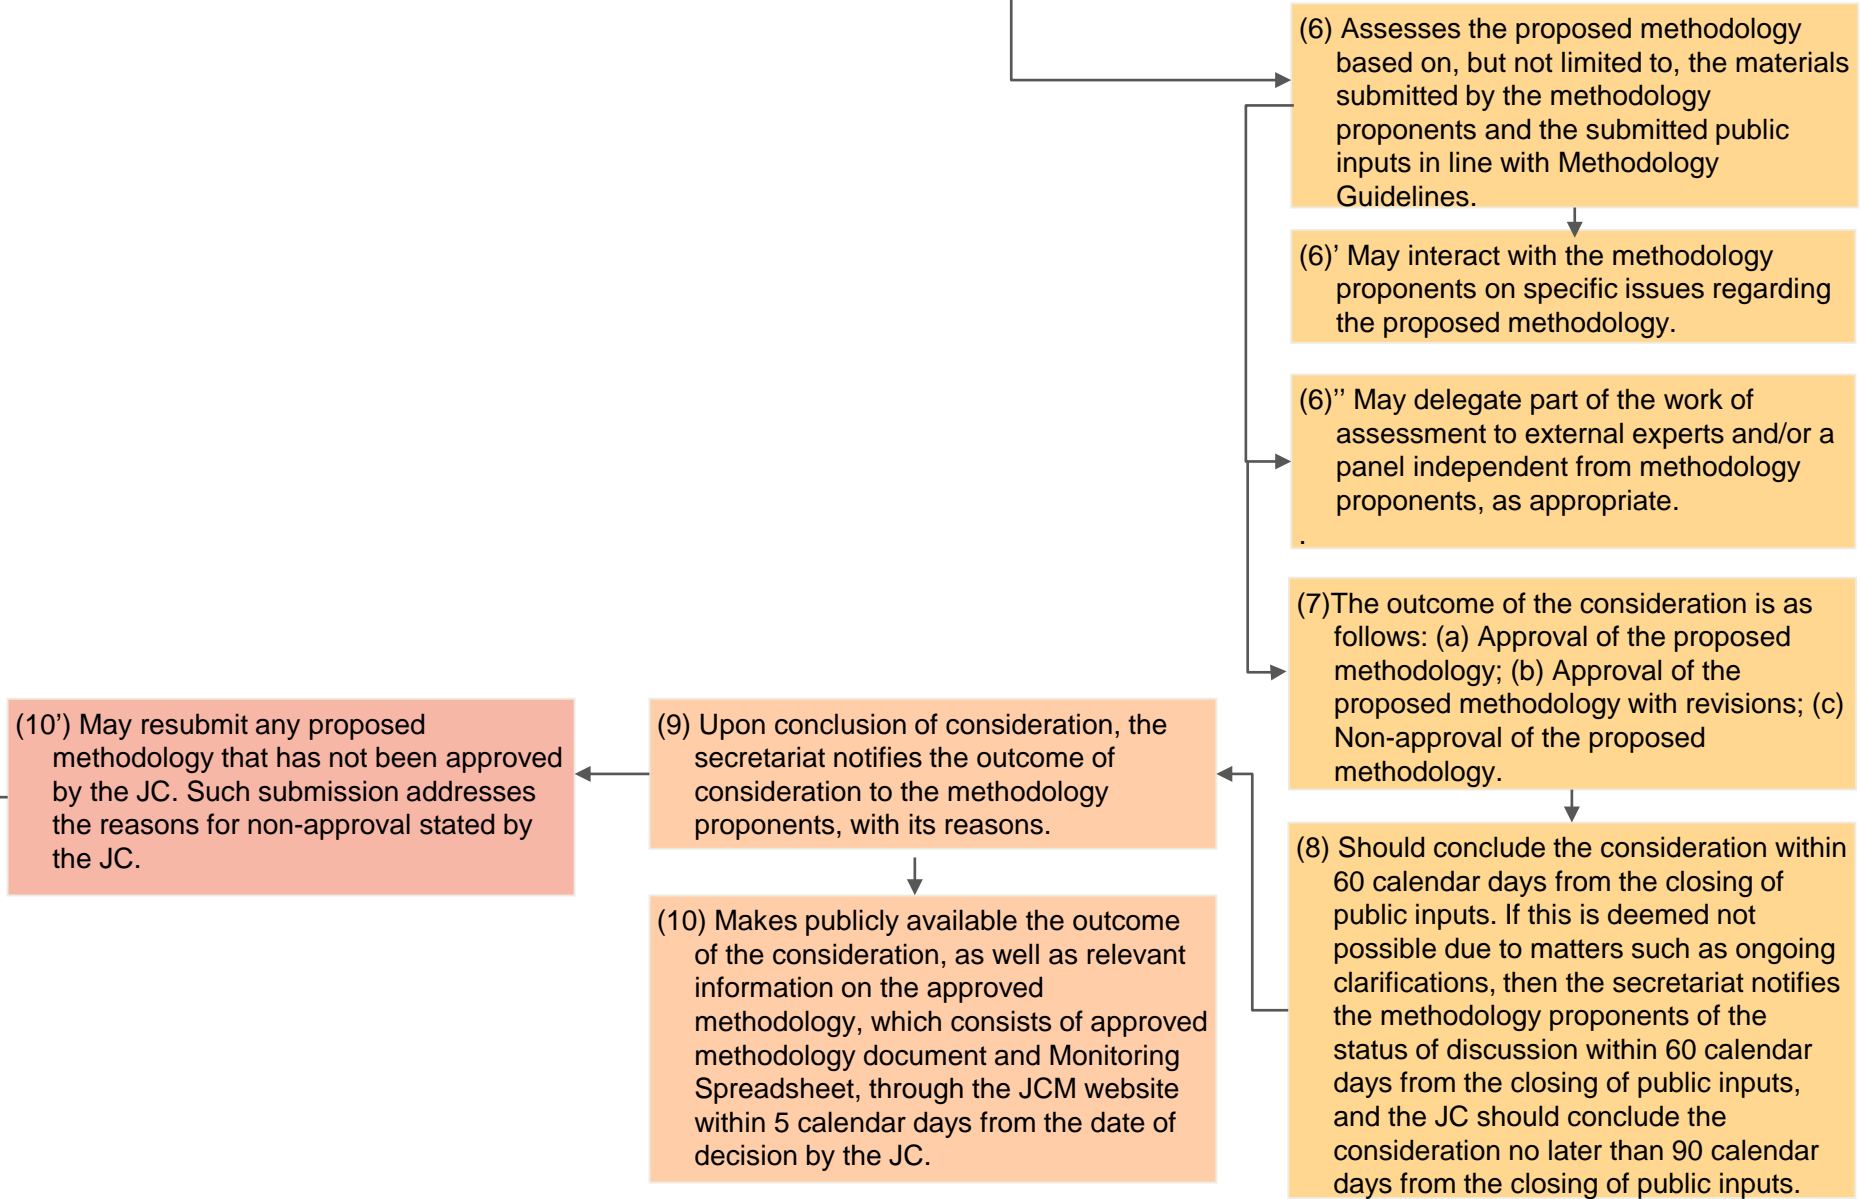 (6) Assesses the proposed methodology
based on, but not limited to, the materials
submitted by the methodology
proponents and the submitted public
inputs in line with Methodology
Guidelines.
(6)’ May interact with the methodology
proponents on specific issues regarding
the proposed methodology.
(6)’’ May delegate part of the work of
assessment to external experts and/or a
panel independent from methodology
proponents, as appropriate.
.
(7)The outcome of the consideration is as
follows: (a) Approval of the proposed
methodology; (b) Approval of the
proposed methodology with revisions; (c)
Non-approval of the proposed
methodology.
(8) Should conclude the consideration within
60 calendar days from the closing of
public inputs. If this is deemed not
possible due to matters such as ongoing
clarifications, then the secretariat notifies
the methodology proponents of the
status of discussion within 60 calendar
days from the closing of public inputs,
and the JC should conclude the
consideration no later than 90 calendar
days from the closing of public inputs.
(9) Upon conclusion of consideration, the
secretariat notifies the outcome of
consideration to the methodology
proponents, with its reasons.
(10) Makes publicly available the outcome
of the consideration, as well as relevant
information on the approved
methodology, which consists of approved
methodology document and Monitoring
Spreadsheet, through the JCM website
within 5 calendar days from the date of
decision by the JC.
(10’) May resubmit any proposed
methodology that has not been approved
by the JC. Such submission addresses
the reasons for non-approval stated by
the JC.